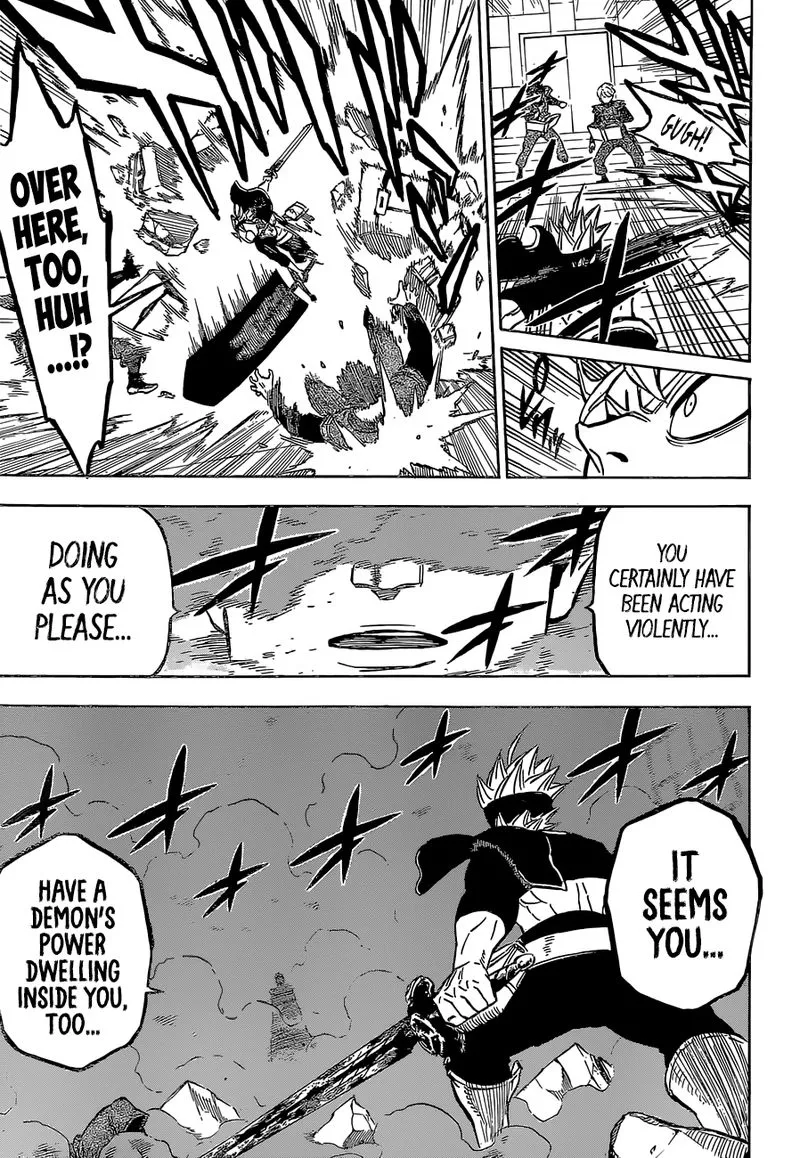 GUGH!
OVER
HERE,
TOO,
HUH
.....!?
YOU
CERTAINLY HAVE
BEEN ACTING
VIOLENTLY...
DOING
AS YOU
PLEASE...
IT
SEEMS
YOU...
HAVE A
DEMON'S
POWER
DWELLING
INSIDE YOU,
TOO...